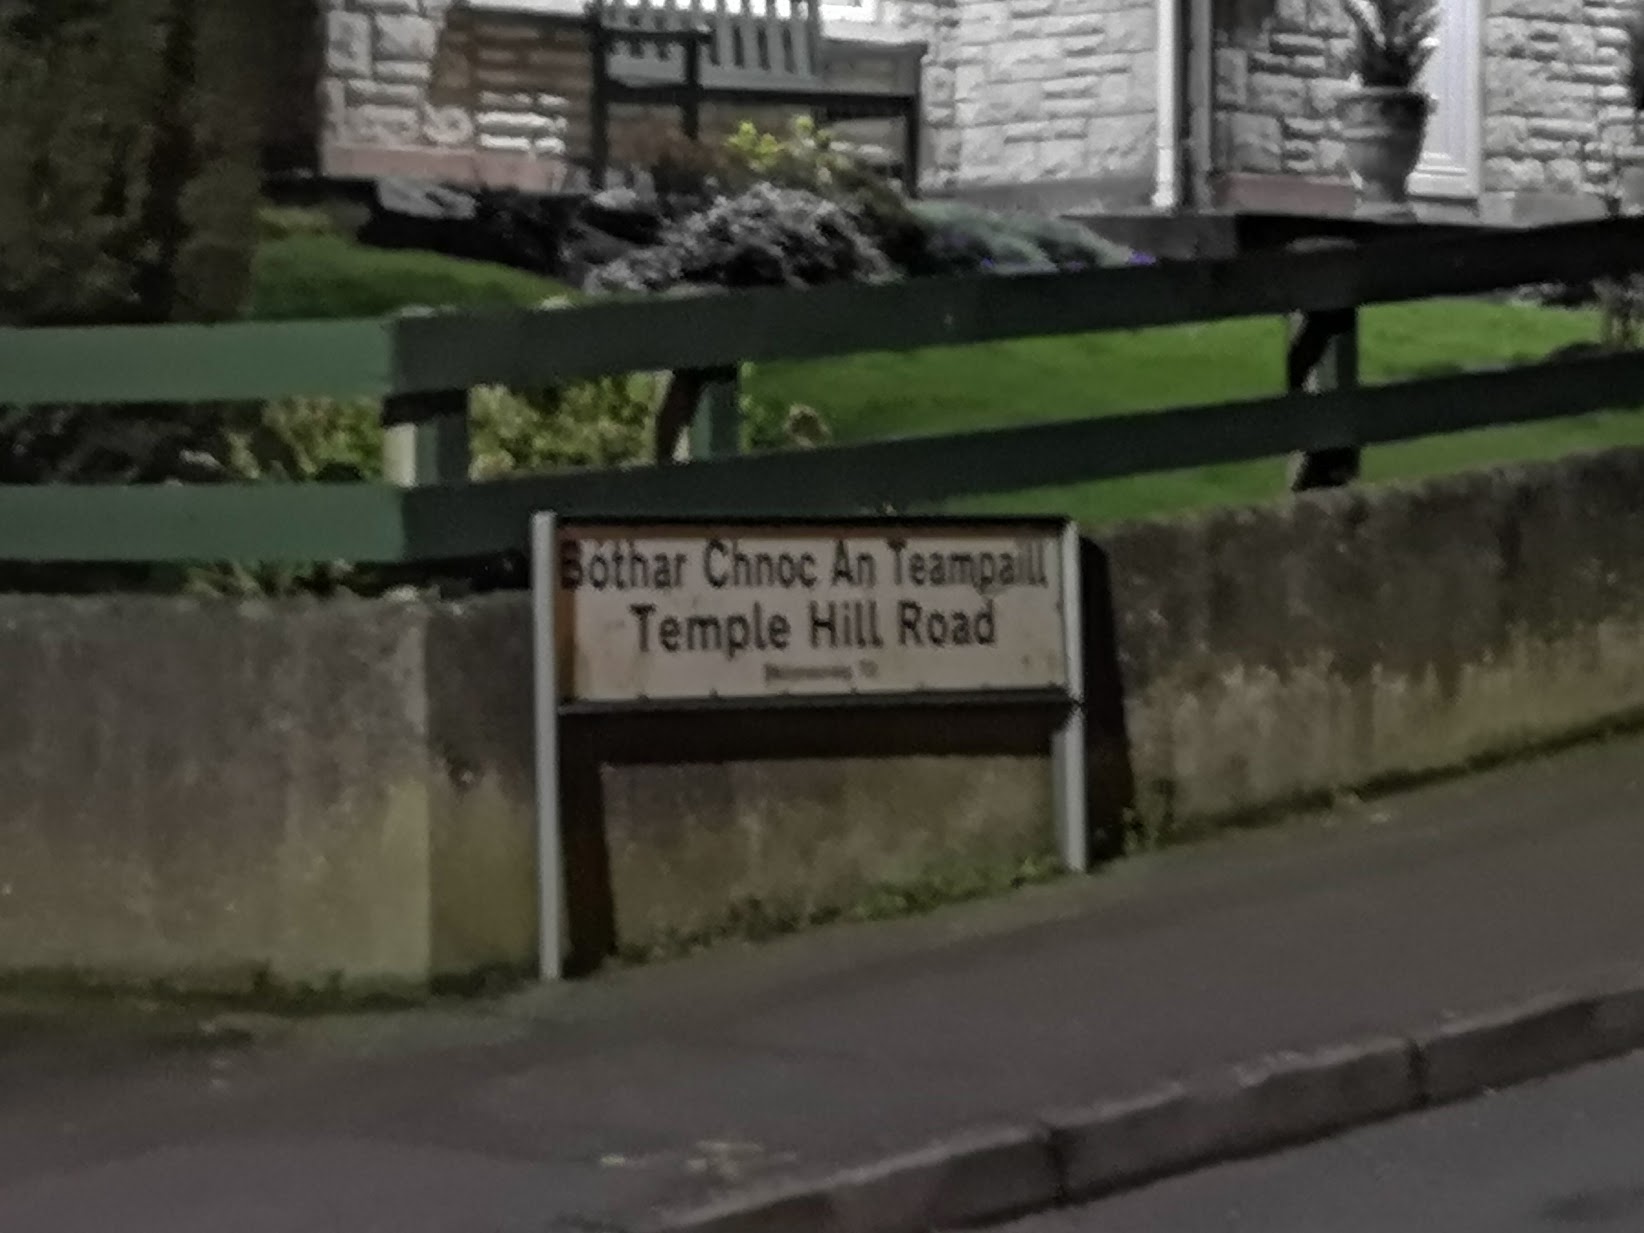 Bóthar Chnoc An Teampaill
Temple Hill Road